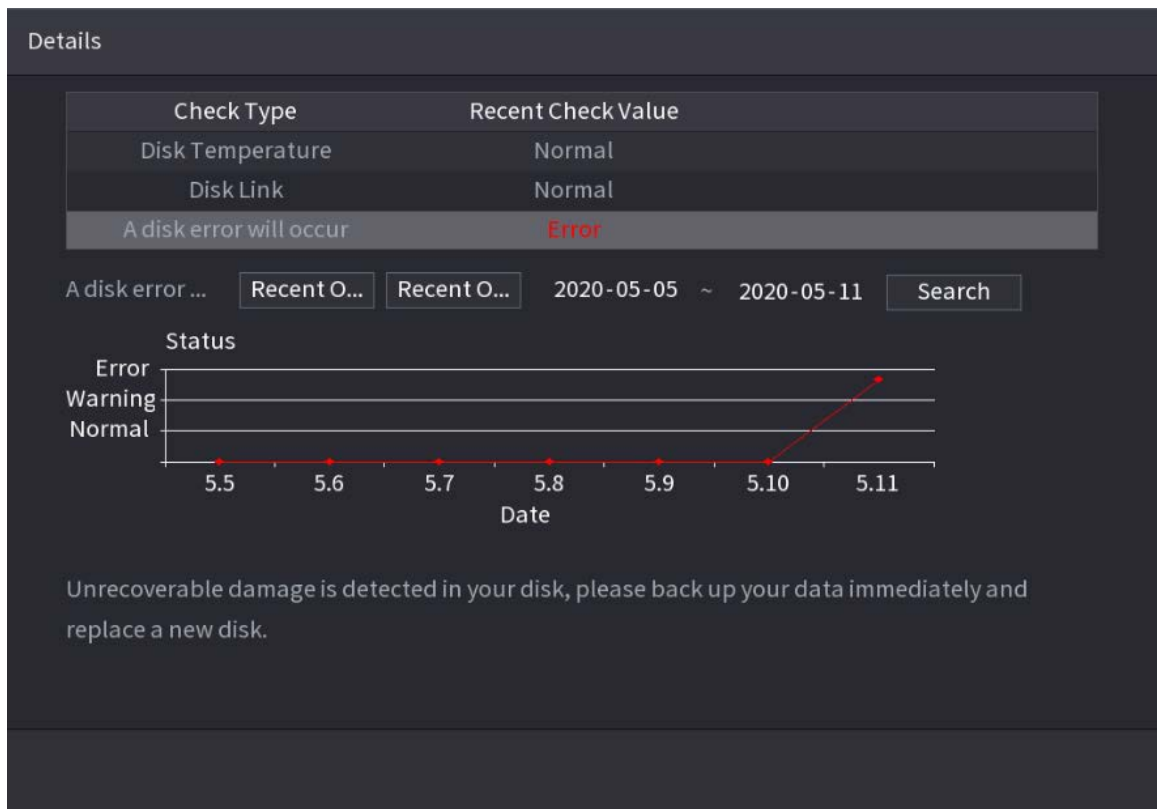 Details
Check Type Recent Check Value
Disk Temperature Normal
Disk Link Normal
A disk error will occur Error
A disk error ... Recent O... Recent O... 2020-05-05 ~ 2020-05-11 Search
Status
Error
Warning
Normal
5.5 5.6 5.7 5.8 5.9 5.10 5.11
Date
Unrecoverable damage is detected in your disk, please back up your data immediately and
replace a new disk.